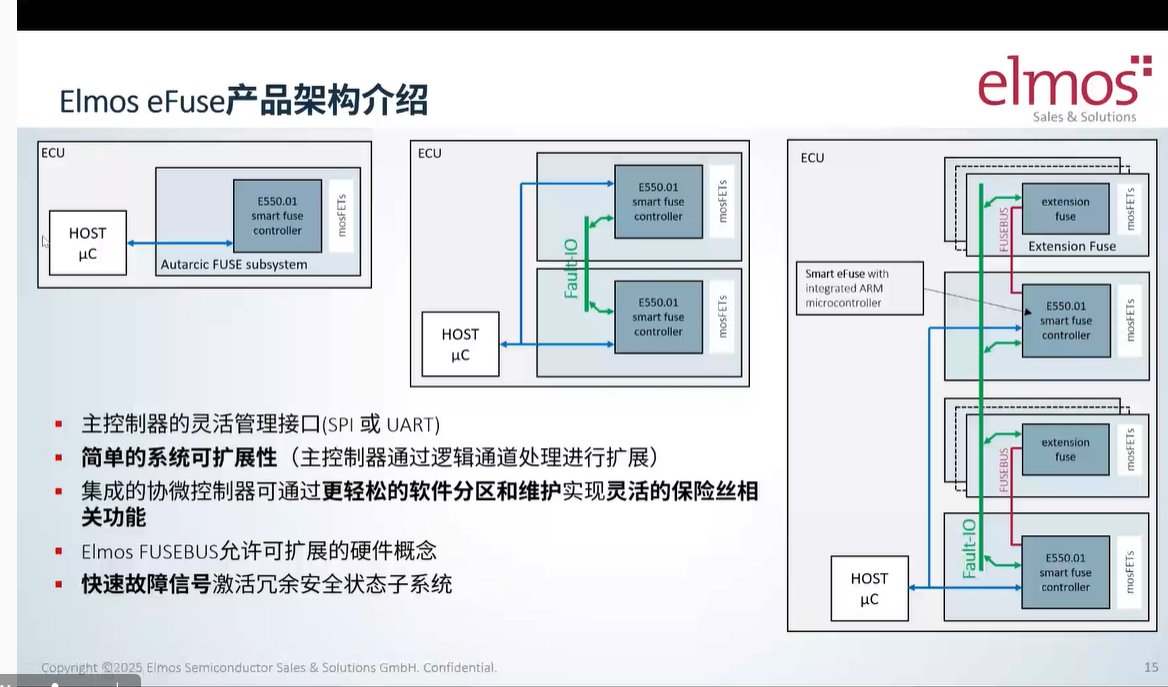 Elmos eFuse产品架构介绍
elmos
Sales & Solutions
ECU
HOST
µC
E550.01
smart fuse
controller
mosFETs
Autarcic FUSE subsystem
ECU
E550.01
smart fuse
controller
mosFETs
Fault-IO
E550.01
smart fuse
controller
mosFETs
HOST
µC
ECU
extension
fuse
mosFETs
FUSEBUS
Extension Fuse
Smart eFuse with
integrated ARM
microcontroller
E550.01
smart fuse
controller
mosFETs
extension
fuse
mosFETs
FUSEBUS
Fault-IO
E550.01
smart fuse
controller
mosFETs
HOST
µC
▪ 主控制器的灵活管理接口(SPI 或 UART)
▪ 简单的系统可扩展性（主控制器通过逻辑通道处理进行扩展）
▪ 集成的协微控制器可通过更轻松的软件分区和维护实现灵活的保险丝相
关功能
▪ Elmos FUSEBUS允许可扩展的硬件概念
▪ 快速故障信号激活冗余安全状态子系统
Copyright ©2025 Elmos Semiconductor Sales & Solutions GmbH. Confidential.
15